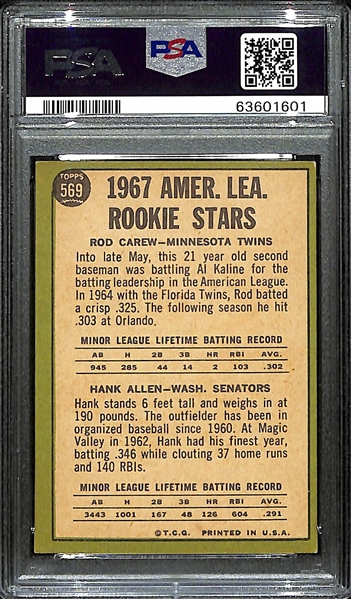 PSA
PSA
63601601
TOPPS
569
1967 AMER. LEA.
ROOKIE STARS
ROD CAREW—MINNESOTA TWINS
Into late May, this 21 year old second
baseman was battling Al Kaline for the
batting leadership in the American League.
In 1964 with the Florida Twins, Rod batted
a crisp .325. The following season he hit
.303 at Orlando.
MINOR LEAGUE LIFETIME BATTING RECORD
AB H 2B 3B HR RBI AVG.
945 285 44 14 2 103 .302
HANK ALLEN—WASH. SENATORS
Hank stands 6 feet tall and weighs in at
190 pounds. The outfielder has been in
organized baseball since 1960. At Magic
Valley in 1962, Hank had his finest year,
batting .346 while clouting 37 home runs
and 140 RBIs.
MINOR LEAGUE LIFETIME BATTING RECORD
AB H 2B 3B HR RBI AVG.
3443 1001 167 48 126 604 .291
©T.C.G. PRINTED IN U.S.A.